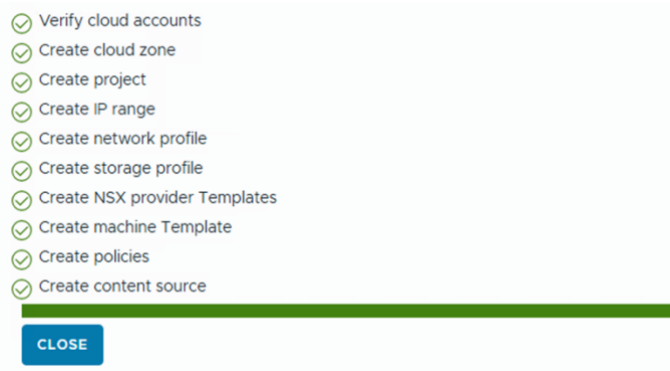 Verify cloud accounts
Create cloud zone
Create project
Create IP range
Create network profile
Create storage profile
Create NSX provider Templates
Create machine Template
Create policies
Create content source
CLOSE